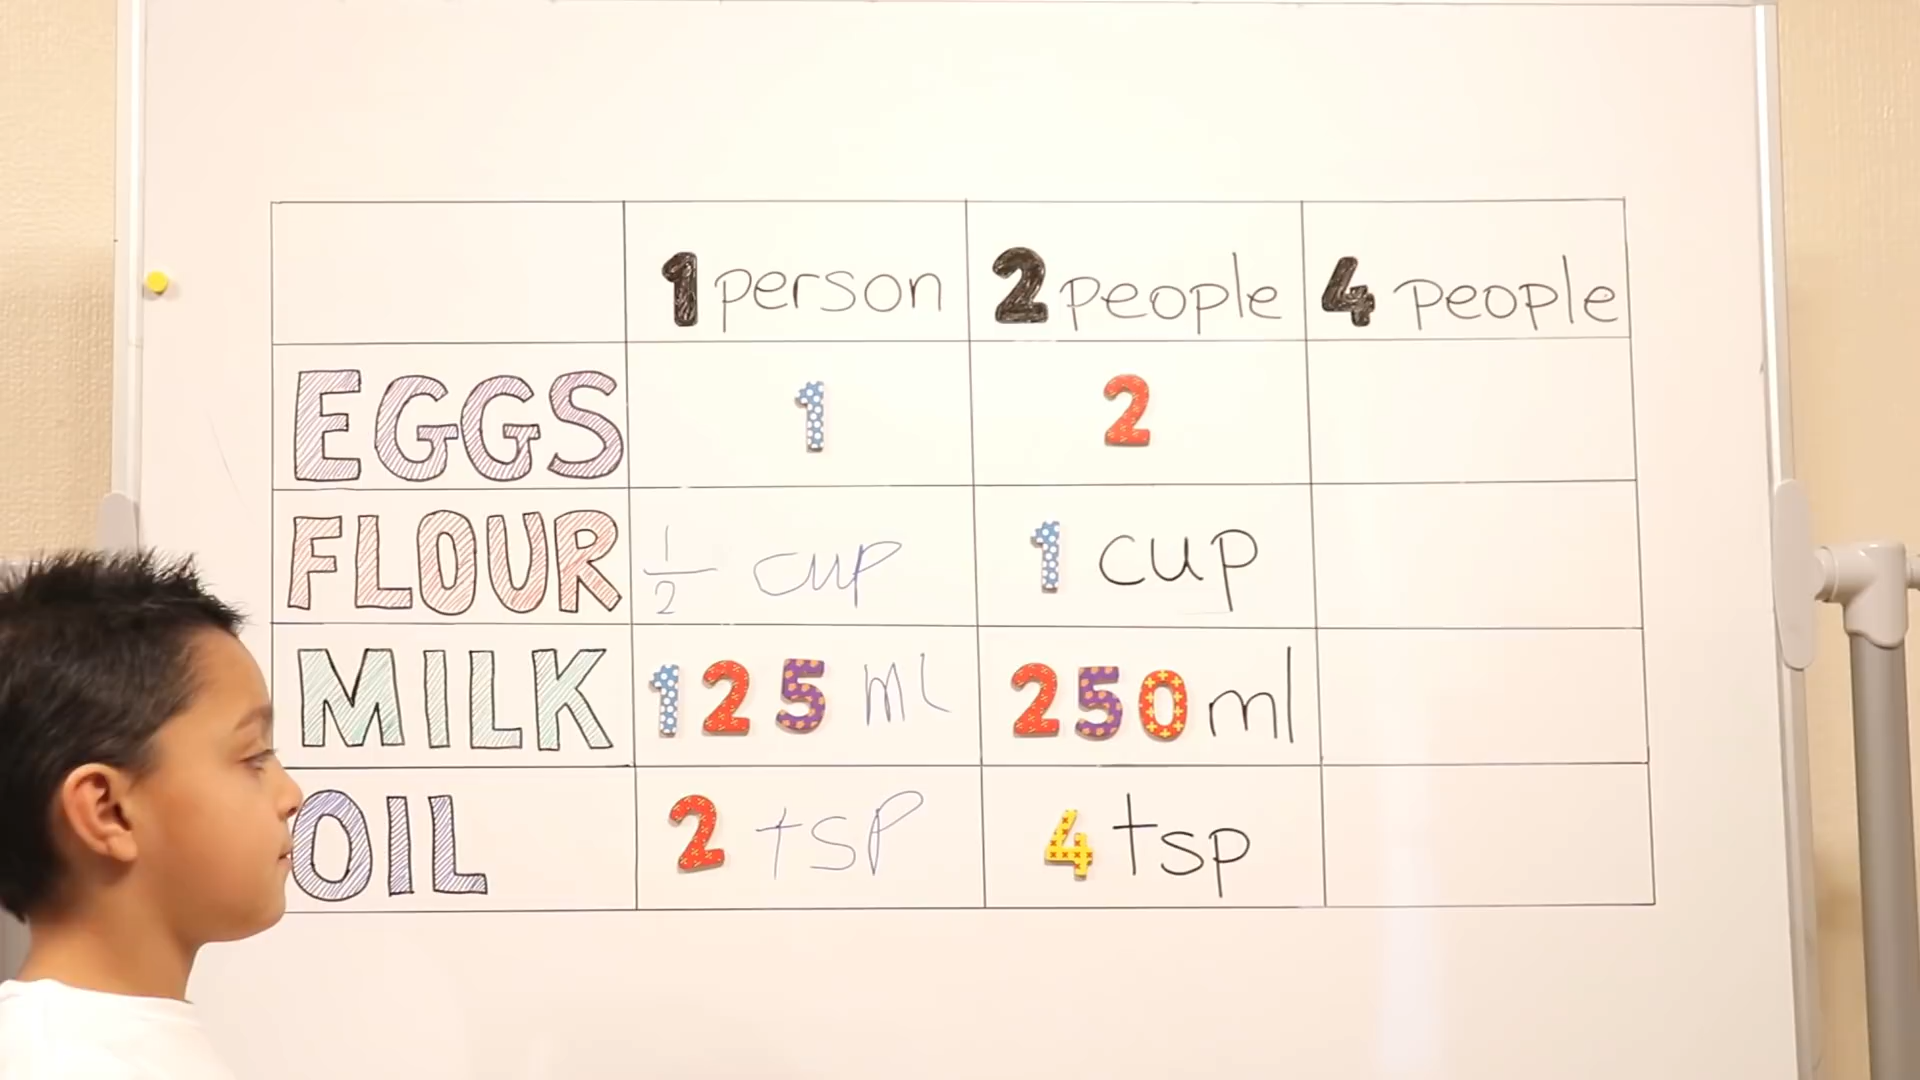 1 person 2 people 4 people
EGGS 1 2
FLOUR 1/2 cup 1 cup
MILK 125 ml 250 ml
OIL 2 tsp 4 tsp